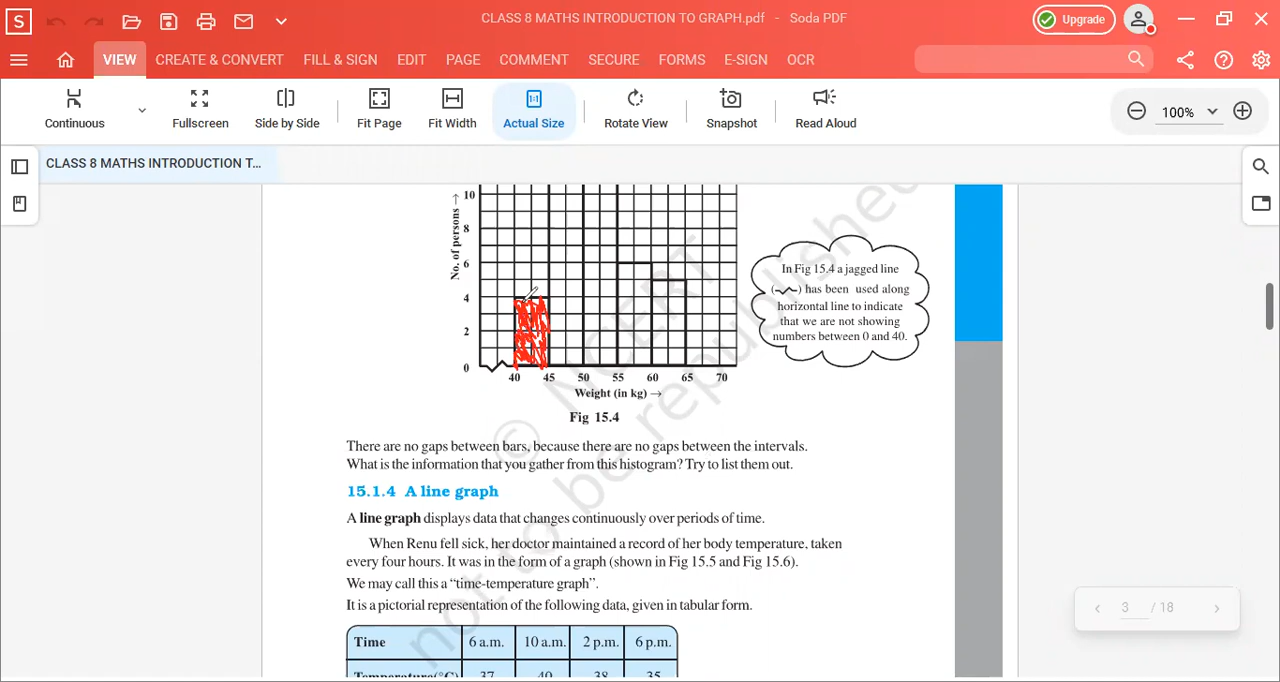 S
CLASS 8 MATHS INTRODUCTION TO GRAPH.pdf - Soda PDF
Upgrade
VIEW CREATE & CONVERT FILL & SIGN EDIT PAGE COMMENT SECURE FORMS E-SIGN OCR
Continuous Fullscreen Side by Side Fit Page Fit Width Actual Size Rotate View Snapshot Read Aloud 100%
CLASS 8 MATHS INTRODUCTION T...
No. of persons →
10
8
6
4
2
0
40 45 50 55 60 65 70
Weight (in kg) →
Fig 15.4
In Fig 15.4 a jagged line
( ) has been used along
horizontal line to indicate
that we are not showing
numbers between 0 and 40.
There are no gaps between bars, because there are no gaps between the intervals.
What is the information that you gather from this histogram? Try to list them out.
15.1.4 A line graph
A line graph displays data that changes continuously over periods of time.
When Renu fell sick, her doctor maintained a record of her body temperature, taken
every four hours. It was in the form of a graph (shown in Fig 15.5 and Fig 15.6).
We may call this a “time-temperature graph”.
It is a pictorial representation of the following data, given in tabular form.
Time 6 a.m. 10 a.m. 2 p.m. 6 p.m.
Temperature(°C) 37 40 38 35
© NCERT
not to be republished
3 / 18